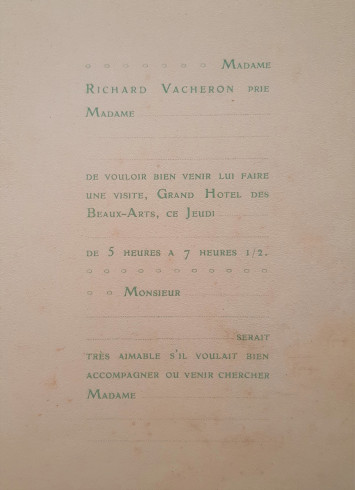 Madame
Richard Vacheron prie
Madame
de vouloir bien venir lui faire
une visite, Grand Hotel des
Beaux-Arts, ce Jeudi
de 5 heures a 7 heures 1/2.
Monsieur
serait
très aimable s'il voulait bien
accompagner ou venir chercher
Madame